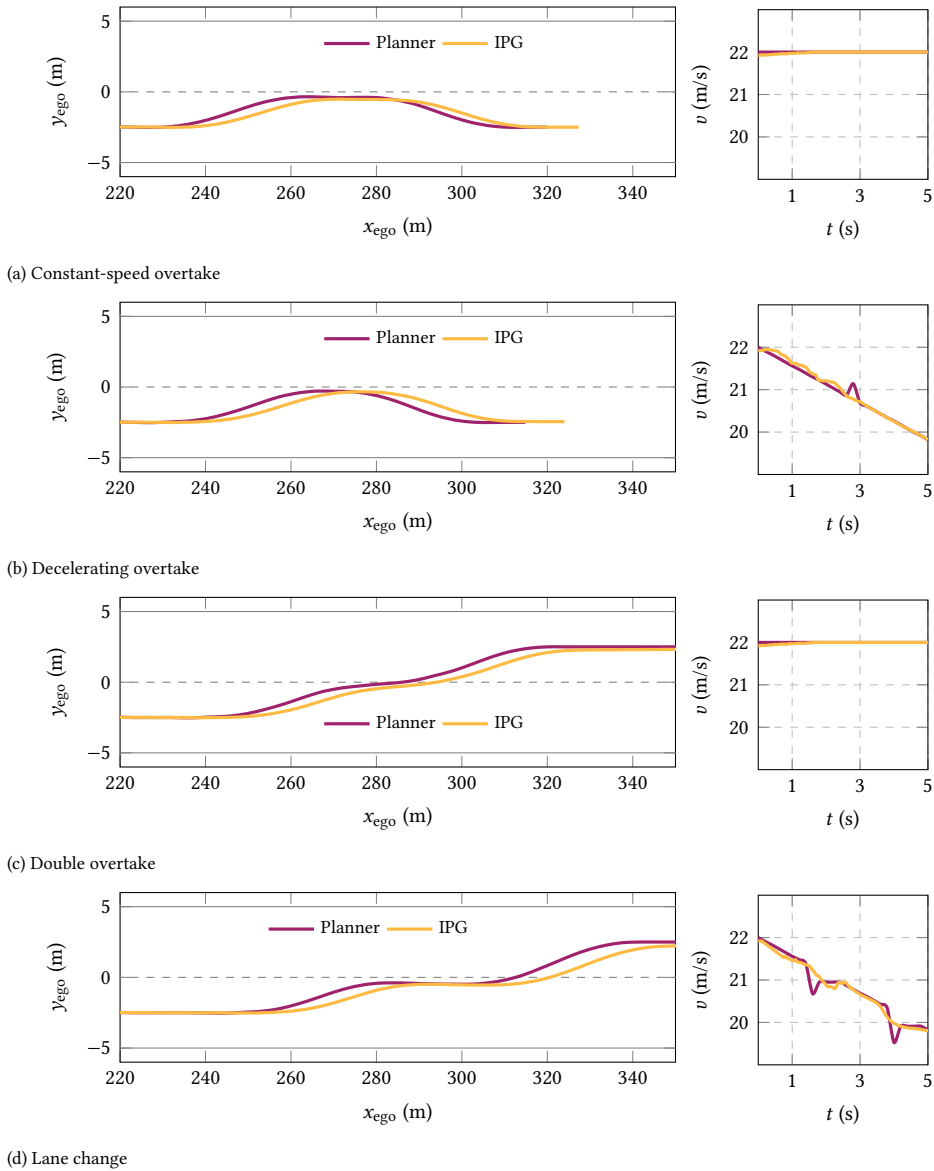 5
0
−5
y_ego (m)
Planner IPG
220 240 260 280 300 320 340
x_ego (m)
22
21
20
v (m/s)
1 3 5
t (s)
(a) Constant-speed overtake
5
0
−5
y_ego (m)
Planner IPG
220 240 260 280 300 320 340
x_ego (m)
22
21
20
v (m/s)
1 3 5
t (s)
(b) Decelerating overtake
5
0
−5
y_ego (m)
Planner IPG
220 240 260 280 300 320 340
x_ego (m)
22
21
20
v (m/s)
1 3 5
t (s)
(c) Double overtake
5
0
−5
y_ego (m)
Planner IPG
220 240 260 280 300 320 340
x_ego (m)
22
21
20
v (m/s)
1 3 5
t (s)
(d) Lane change